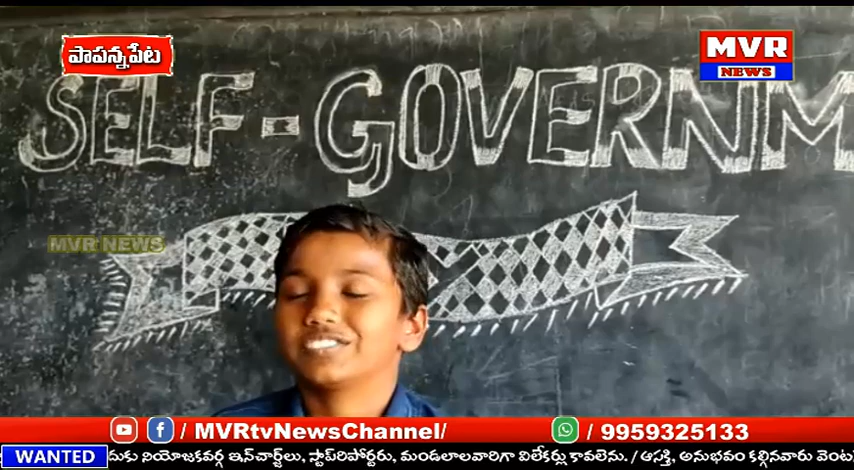 పాపన్నపేట
MVR
NEWS
SELF-GOVERNM
MVR NEWS
/ MVRtvNewsChannel/
/ 9959325133
WANTED
దుకు నియోజకవర్గ ఇన్‌చార్జ్‌లు, స్టాఫ్‌రిపోర్టరు, మండలాలవారిగా విలేకర్లు కావలెను. / ఆసక్తి, అనుభవం కల్గినవారు వెంట